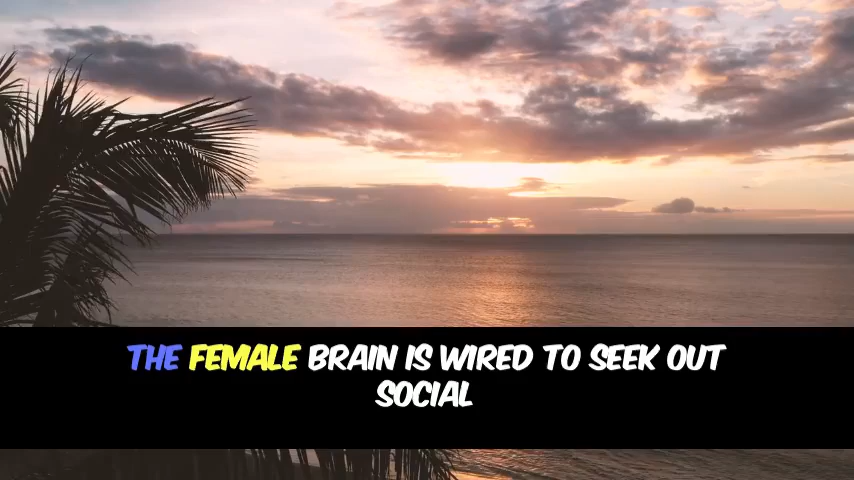 THE FEMALE BRAIN IS WIRED TO SEEK OUT
SOCIAL